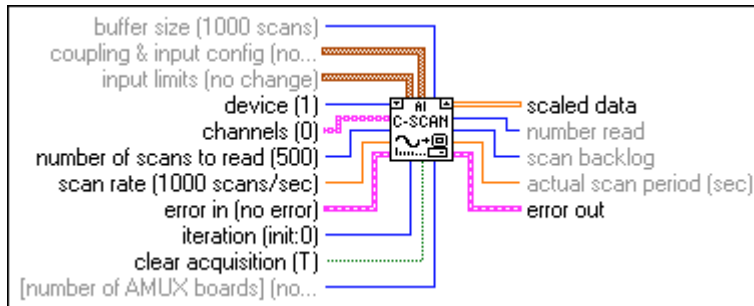 buffer size (1000 scans)
coupling & input config (no...
input limits (no change)
device (1)
channels (0)
number of scans to read (500)
scan rate (1000 scans/sec)
error in (no error)
iteration (init:0)
clear acquisition (T)
[number of AMUX boards] (no...
AI
C-SCAN
scaled data
number read
scan backlog
actual scan period (sec)
error out